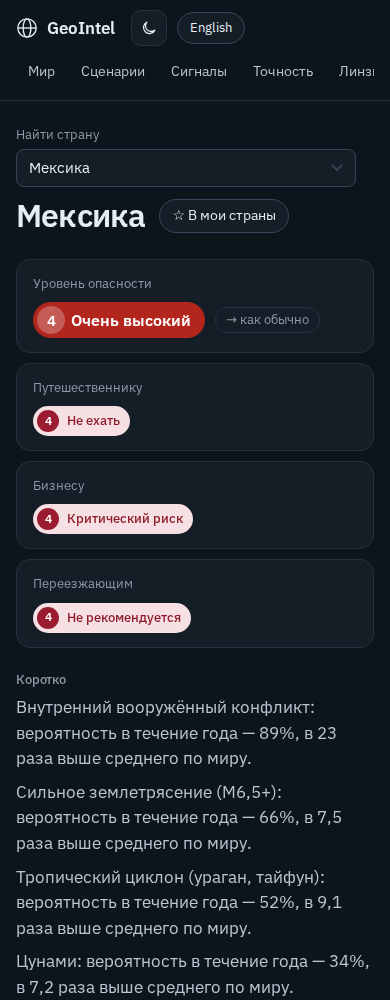 GeoIntel
English
Мир
Сценарии
Сигналы
Точность
Линзы
Найти страну
Мексика
Мексика
☆ В мои страны
Уровень опасности
4 Очень высокий
→ как обычно
Путешественнику
4 Не ехать
Бизнесу
4 Критический риск
Переезжающим
4 Не рекомендуется
Коротко
Внутренний вооружённый конфликт:
вероятность в течение года — 89%, в 23
раза выше среднего по миру.
Сильное землетрясение (M6,5+):
вероятность в течение года — 66%, в 7,5
раза выше среднего по миру.
Тропический циклон (ураган, тайфун):
вероятность в течение года — 52%, в 9,1
раза выше среднего по миру.
Цунами: вероятность в течение года — 34%,
в 7,2 раза выше среднего по миру.